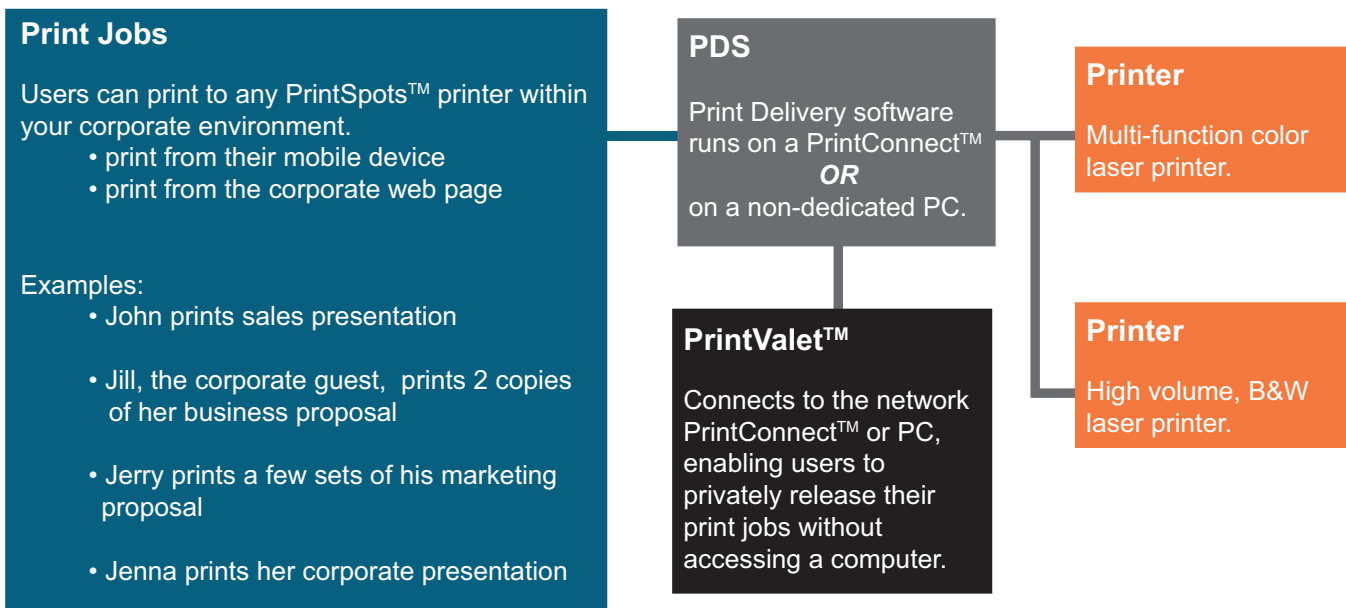 Print Jobs
Users can print to any PrintSpots™ printer within
your corporate environment.
• print from their mobile device
• print from the corporate web page
Examples:
• John prints sales presentation
• Jill, the corporate guest,  prints 2 copies
of her business proposal
• Jerry prints a few sets of his marketing
proposal
• Jenna prints her corporate presentation
PDS
Print Delivery software
runs on a PrintConnect™
OR
on a non-dedicated PC.
PrintValet™
Connects to the network
PrintConnect™ or PC,
enabling users to
privately release their
print jobs without
accessing a computer.
Printer
Multi-function color
laser printer.
Printer
High volume, B&W
laser printer.